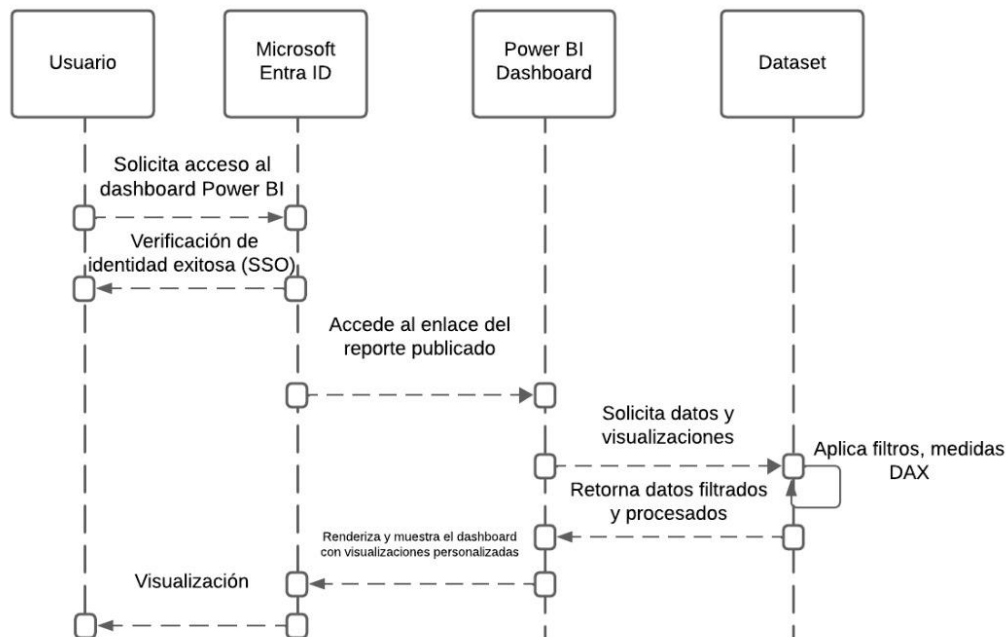 Usuario
Microsoft
Entra ID
Power BI
Dashboard
Dataset
Solicita acceso al
dashboard Power BI
Verificación de
identidad exitosa (SSO)
Accede al enlace del
reporte publicado
Solicita datos y
visualizaciones
Aplica filtros, medidas
DAX
Retorna datos filtrados
y procesados
Renderiza y muestra el dashboard
con visualizaciones personalizadas
Visualización